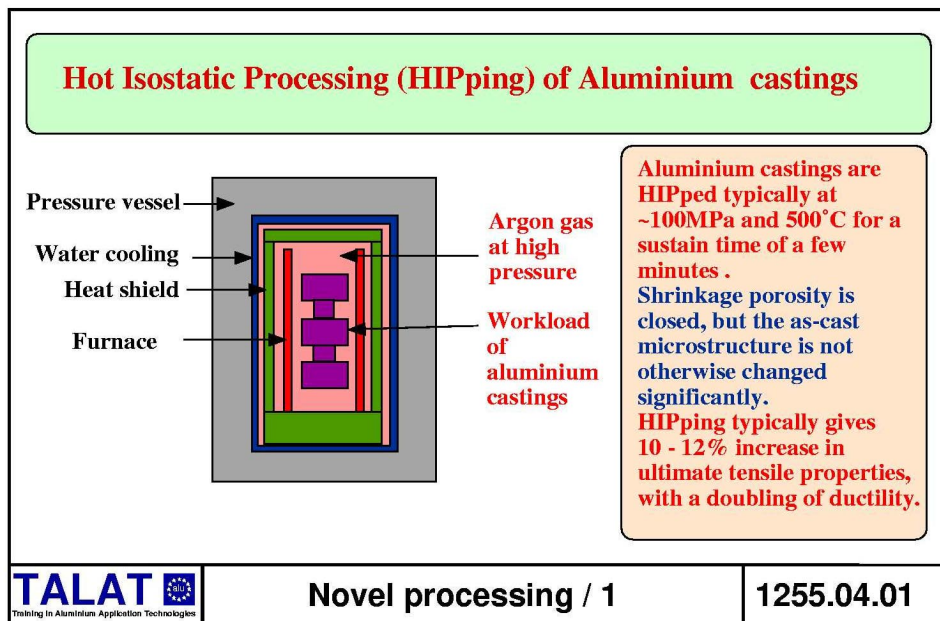 Hot Isostatic Processing (HIPping) of Aluminium castings
Pressure vessel
Water cooling
Heat shield
Furnace
Argon gas
at high
pressure
Workload
of
aluminium
castings
Aluminium castings are
HIPped typically at
~100MPa and 500°C for a
sustain time of a few
minutes .
Shrinkage porosity is
closed, but the as-cast
microstructure is not
otherwise changed
significantly.
HIPping typically gives
10 - 12% increase in
ultimate tensile properties,
with a doubling of ductility.
TALAT
alu
Training in Aluminium Application Technologies
Novel processing / 1
1255.04.01